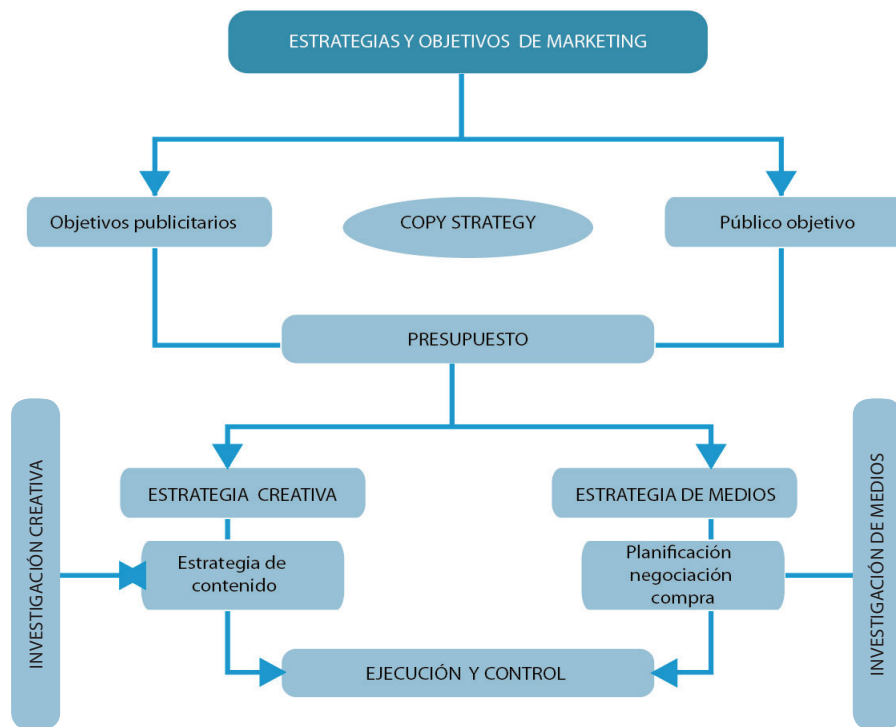 ESTRATEGIAS Y OBJETIVOS DE MARKETING
Objetivos publicitarios
COPY STRATEGY
Público objetivo
PRESUPUESTO
INVESTIGACIÓN CREATIVA
ESTRATEGIA CREATIVA
ESTRATEGIA DE MEDIOS
Estrategia de
contenido
Planificación
negociación
compra
INVESTIGACIÓN DE MEDIOS
EJECUCIÓN Y CONTROL